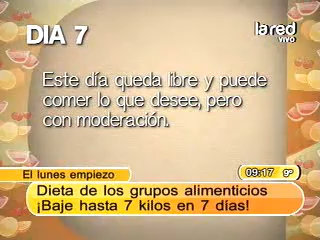 DIA 7
la red
vivo
Este día queda libre y puede
comer lo que desee, pero
con moderación.
El lunes empiezo
09:17 9°
Dieta de los grupos alimenticios
¡Baje hasta 7 kilos en 7 días!